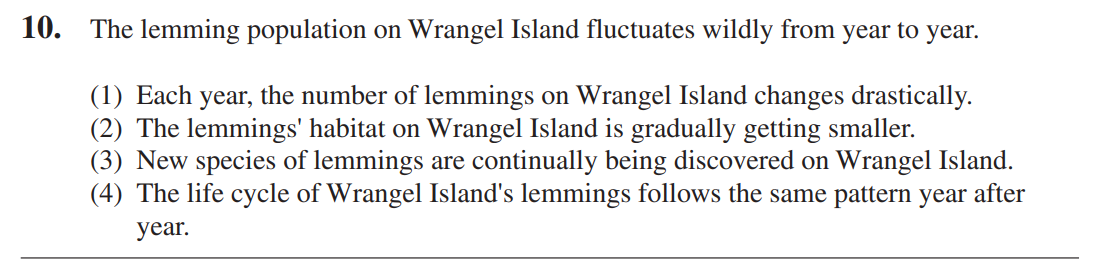 10. The lemming population on Wrangel Island fluctuates wildly from year to year.
(1) Each year, the number of lemmings on Wrangel Island changes drastically.
(2) The lemmings' habitat on Wrangel Island is gradually getting smaller.
(3) New species of lemmings are continually being discovered on Wrangel Island.
(4) The life cycle of Wrangel Island's lemmings follows the same pattern year after
year.